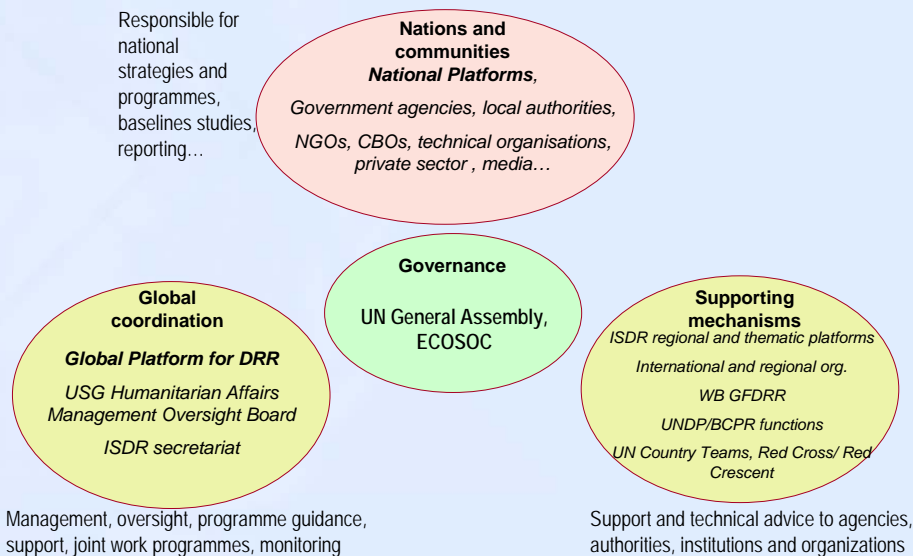 Responsible for
national
strategies and
programmes,
baselines studies,
reporting…
Nations and
communities
National Platforms,
Government agencies, local authorities,
NGOs, CBOs, technical organisations,
private sector , media…
Governance
UN General Assembly,
ECOSOC
Global
coordination
Global Platform for DRR
USG Humanitarian Affairs
Management Oversight Board
ISDR secretariat
Management, oversight, programme guidance,
support, joint work programmes, monitoring
Supporting
mechanisms
ISDR regional and thematic platforms
International and regional org.
WB GFDRR
UNDP/BCPR functions
UN Country Teams, Red Cross/ Red
Crescent
Support and technical advice to agencies,
authorities, institutions and organizations